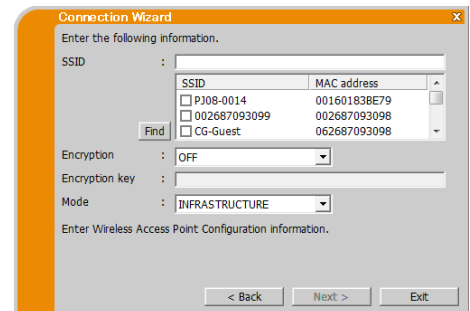 Connection Wizard x
Enter the following information.
SSID :
SSID MAC address
PJ08-0014 00160183BE79
002687093099 002687093098
CG-Guest 062687093098
Find
Encryption : OFF
Encryption key :
Mode : INFRASTRUCTURE
Enter Wireless Access Point Configuration information.
< Back Next > Exit